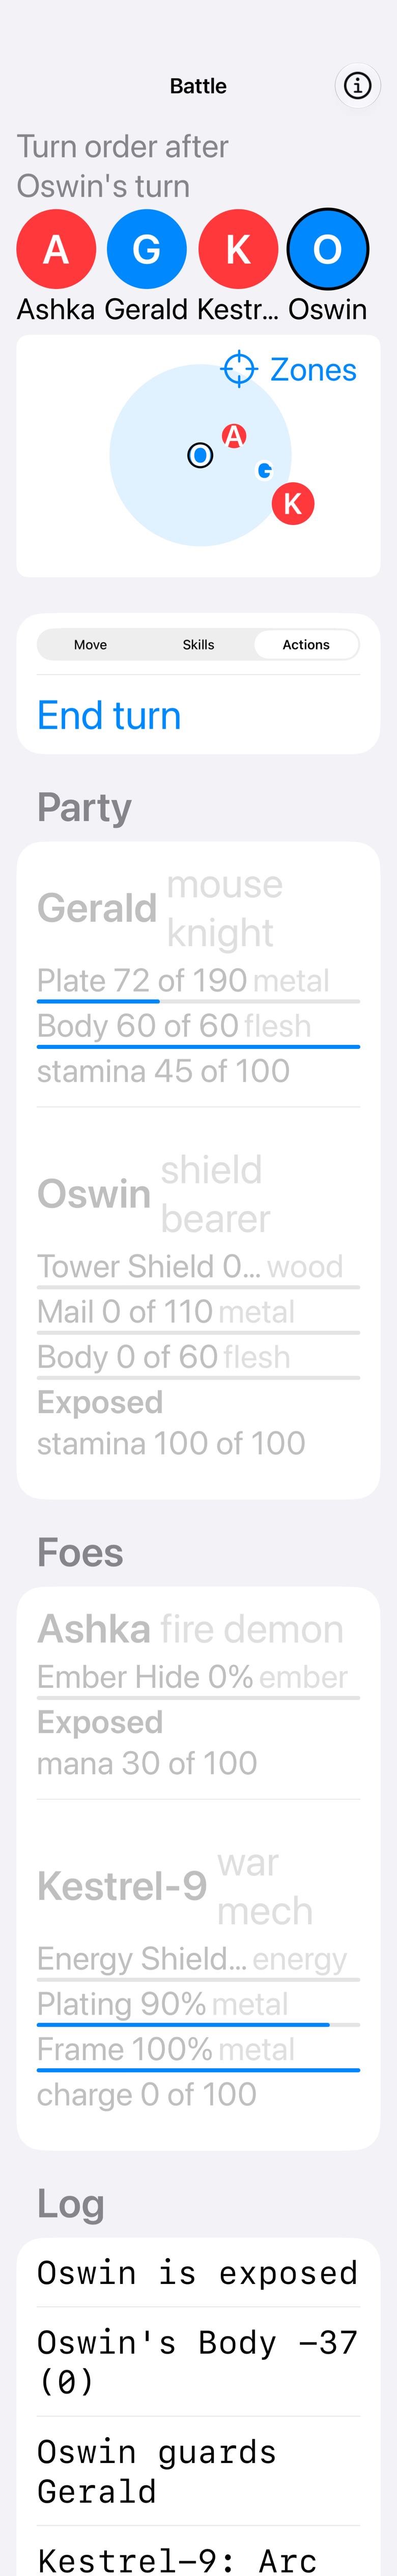 Battle
Turn order after
Oswin's turn
A G K O
Ashka Gerald Kestr... Oswin
Zones
A
O
G
K
Move Skills Actions
End turn
Party
Gerald mouse
knight
Plate 72 of 190 metal
Body 60 of 60 flesh
stamina 45 of 100
Oswin shield
bearer
Tower Shield 0... wood
Mail 0 of 110 metal
Body 0 of 60 flesh
Exposed
stamina 100 of 100
Foes
Ashka fire demon
Ember Hide 0% ember
Exposed
mana 30 of 100
Kestrel-9 war
mech
Energy Shield... energy
Plating 90% metal
Frame 100% metal
charge 0 of 100
Log
Oswin is exposed
Oswin's Body −37
(0)
Oswin guards
Gerald
Kestrel-9: Arc